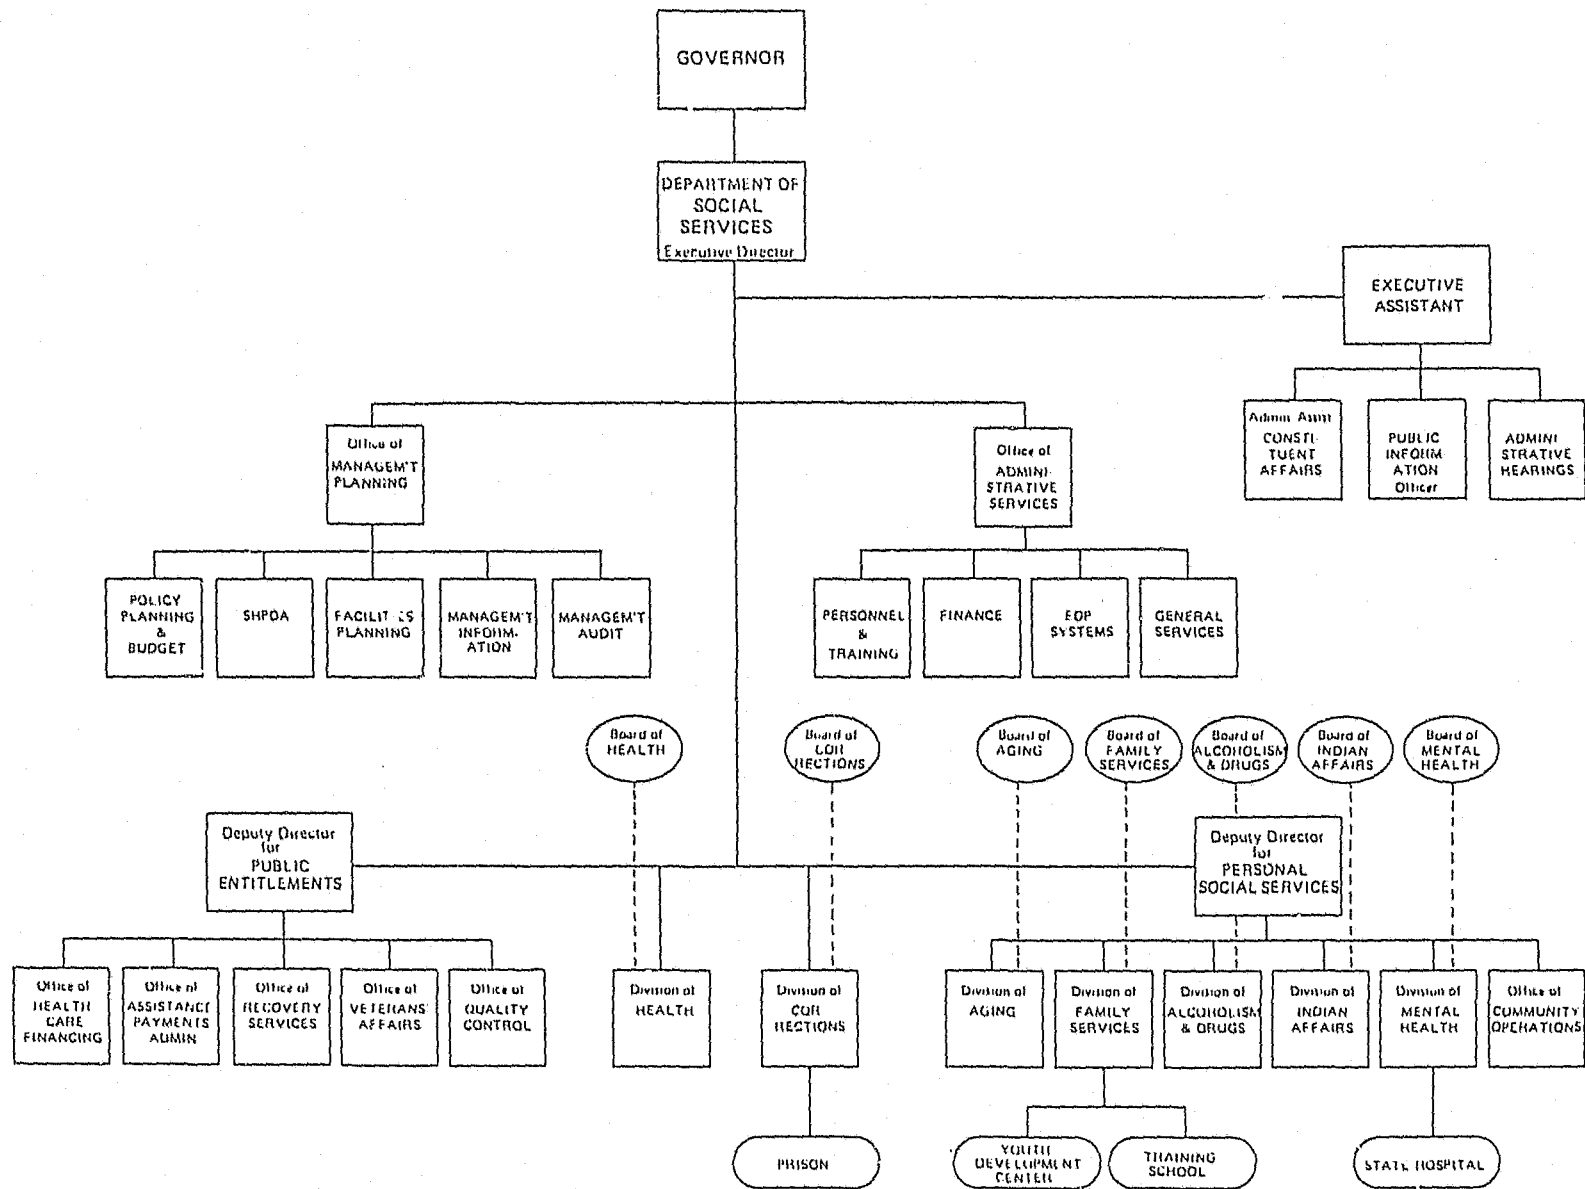 GOVERNOR
DEPARTMENT OF
SOCIAL
SERVICES
Executive Director
EXECUTIVE
ASSISTANT
Admin Asst
CONSTI-
TUENT
AFFAIRS
PUBLIC
INFORM-
ATION
Officer
ADMINI
STRATIVE
HEARINGS
Office of
MANAGEM'T
PLANNING
Office of
ADMINI-
STRATIVE
SERVICES
POLICY
PLANNING
&
BUDGET
SHPDA
FACILITIES
PLANNING
MANAGEM'T
INFORM-
ATION
MANAGEM'T
AUDIT
PERSONNEL
&
TRAINING
FINANCE
EDP
SYSTEMS
GENERAL
SERVICES
Board of
HEALTH
Board of
COR
RECTIONS
Board of
AGING
Board of
FAMILY
SERVICES
Board of
ALCOHOLISM
& DRUGS
Board of
INDIAN
AFFAIRS
Board of
MENTAL
HEALTH
Deputy Director
for
PUBLIC
ENTITLEMENTS
Deputy Director
for
PERSONAL
SOCIAL SERVICES
Office of
HEALTH
CARE
FINANCING
Office of
ASSISTANCE
PAYMENTS
ADMIN
Office of
RECOVERY
SERVICES
Office of
VETERANS'
AFFAIRS
Office of
QUALITY
CONTROL
Division of
HEALTH
Division of
COR
RECTIONS
Division of
AGING
Division of
FAMILY
SERVICES
Division of
ALCOHOLISM
& DRUGS
Division of
INDIAN
AFFAIRS
Division of
MENTAL
HEALTH
Office of
COMMUNITY
OPERATIONS
PRISON
YOUTH
DEVELOPMENT
CENTER
TRAINING
SCHOOL
STATE HOSPITAL